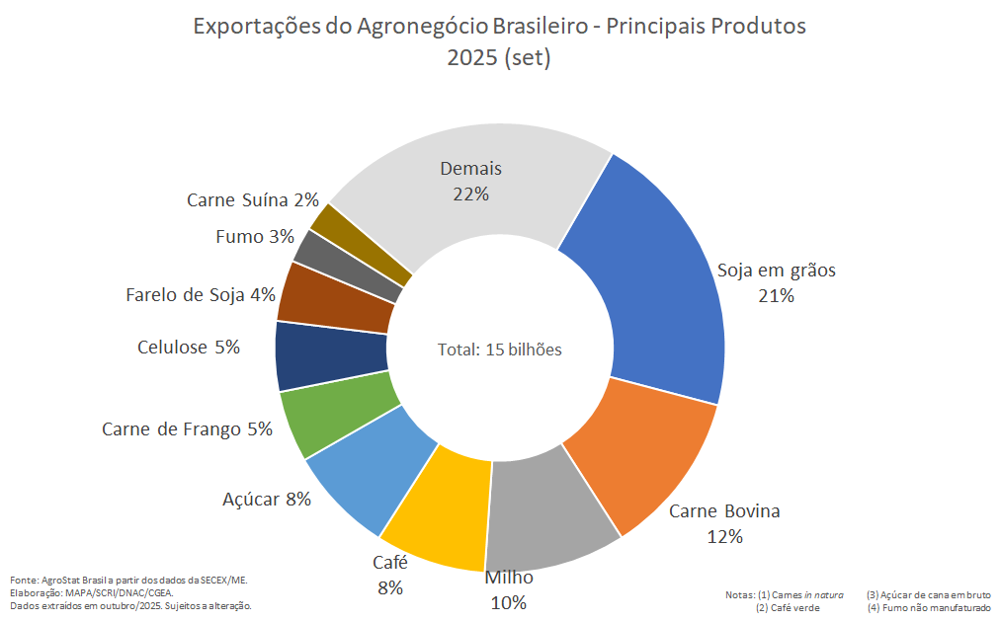 Exportações do Agronegócio Brasileiro - Principais Produtos
2025 (set)
Demais
22%
Carne Suína 2%
Fumo 3%
Soja em grãos
21%
Farelo de Soja 4%
Celulose 5%
Total: 15 bilhões
Carne de Frango 5%
Açúcar 8%
Carne Bovina
12%
Café
8%
Milho
10%
Fonte: AgroStat Brasil a partir dos dados da SECEX/ME.
Elaboração: MAPA/SCRI/DNAC/CGEA.
Dados extraídos em outubro/2025. Sujeitos a alteração.
Notas: (1) Carnes in natura (3) Açúcar de cana em bruto
(2) Café verde (4) Fumo não manufaturado